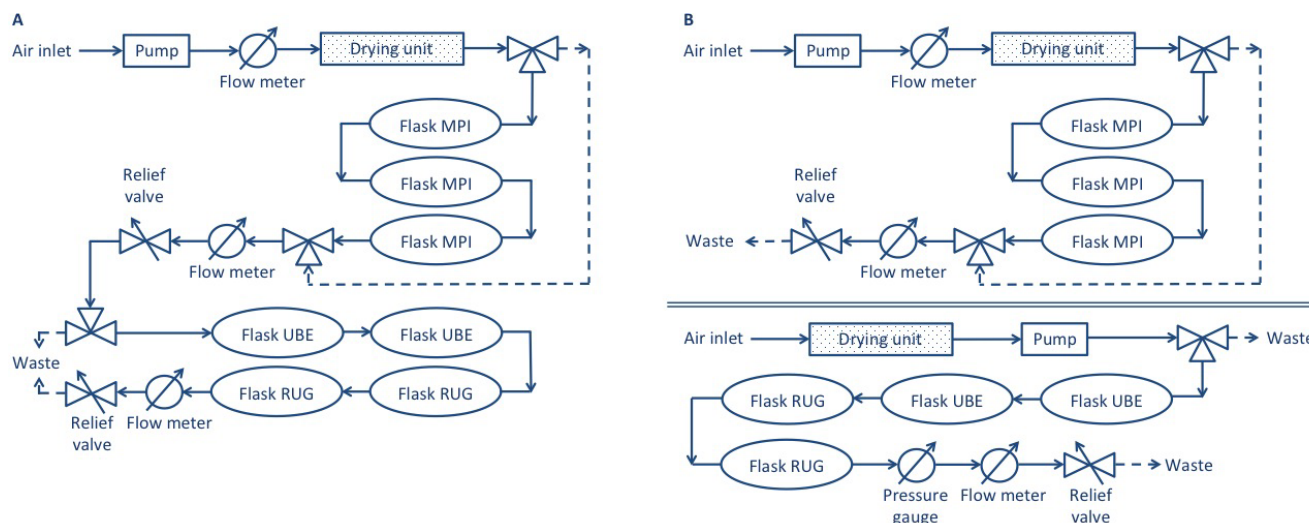 A
Air inlet
Pump
Flow meter
Drying unit
Flask MPI
Flask MPI
Flask MPI
Relief
valve
Flow meter
Waste
Flask UBE
Flask UBE
Flask RUG
Flask RUG
Flow meter
Relief
valve
B
Air inlet
Pump
Flow meter
Drying unit
Flask MPI
Flask MPI
Flask MPI
Relief
valve
Waste
Flow meter
Air inlet
Drying unit
Pump
Waste
Flask RUG
Flask UBE
Flask UBE
Flask RUG
Pressure
gauge
Flow meter
Relief
valve
Waste